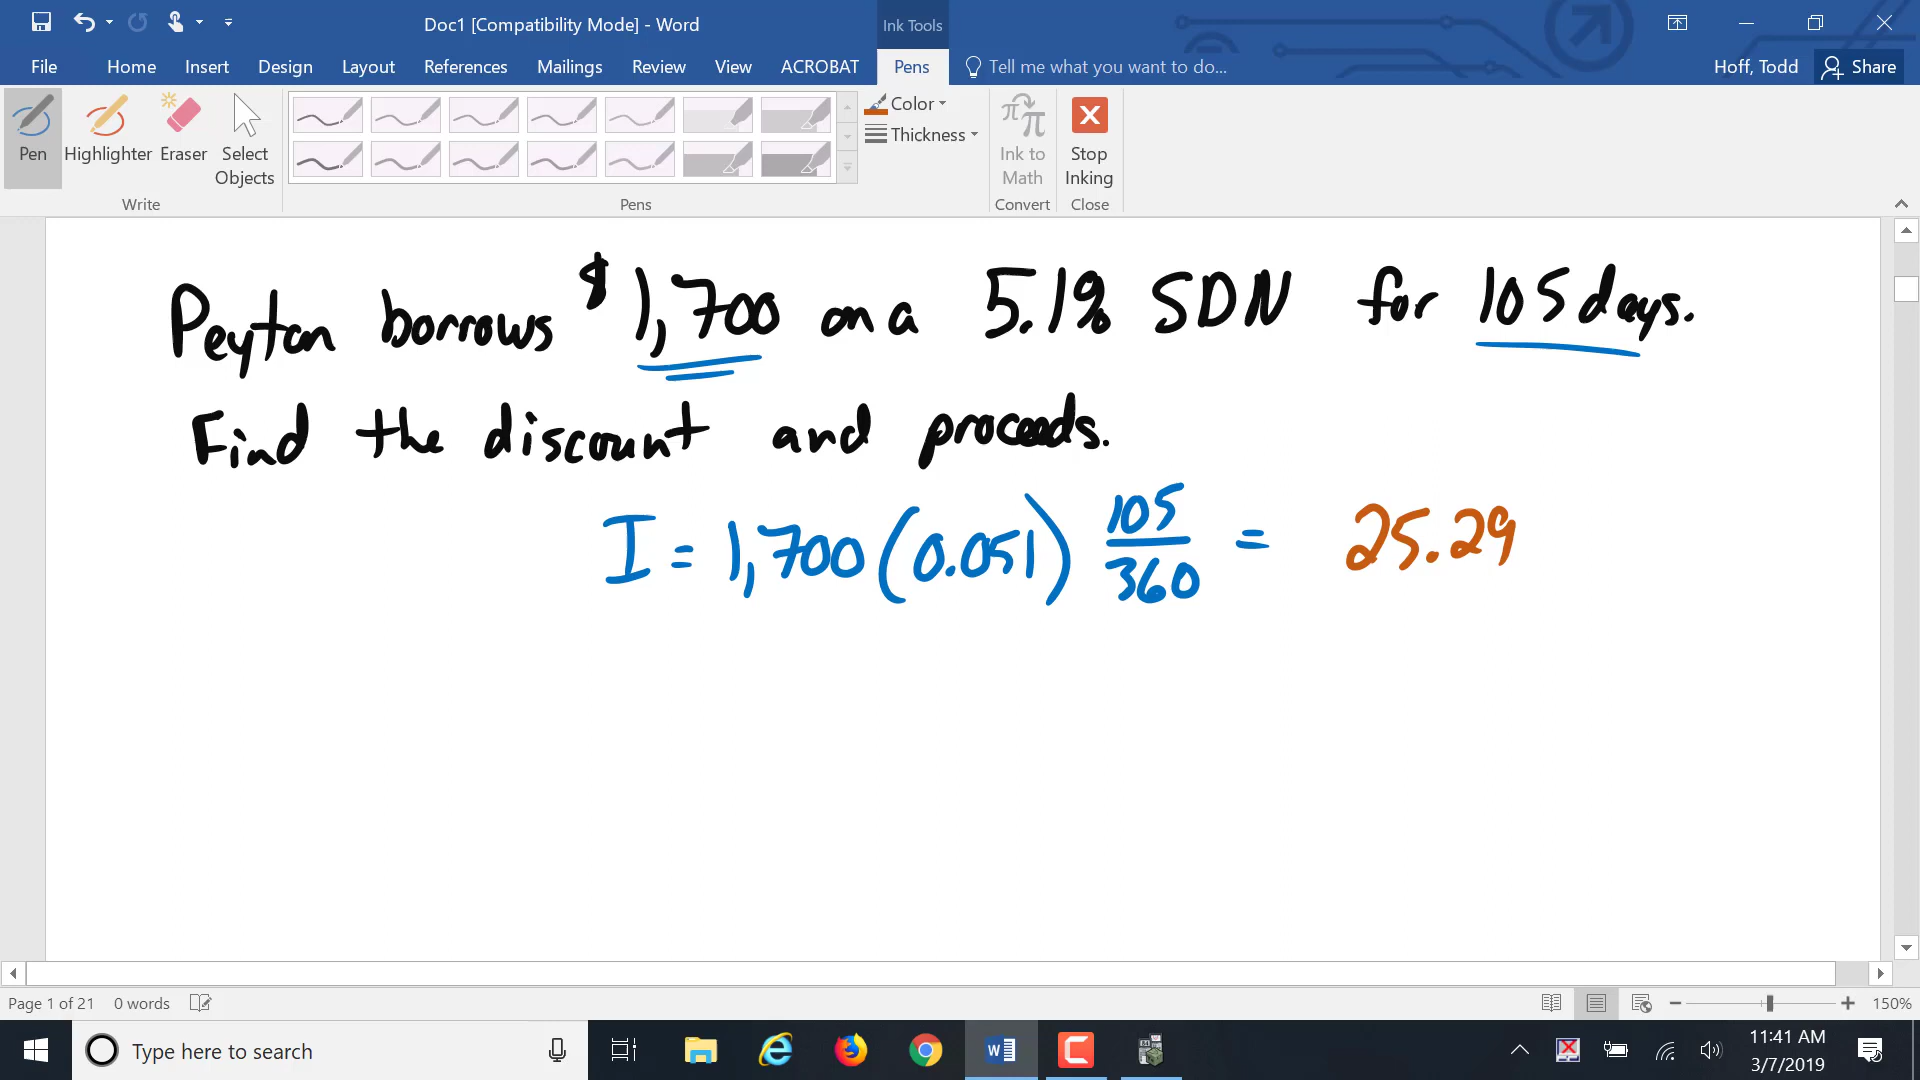 Doc1 [Compatibility Mode] - Word
Ink Tools
File Home Insert Design Layout References Mailings Review View ACROBAT Pens Tell me what you want to do... Hoff, Todd Share
Pen Highlighter Eraser Select Objects
Color
Thickness
Ink to Math
Stop Inking
Write Pens Convert Close
Peyton borrows $1,700 on a 5.1% SDN for 105 days.
Find the discount and proceeds.
I = 1,700 (0.051) 105/360 = 25.29
Page 1 of 21 0 words 150%
Type here to search
11:41 AM
3/7/2019